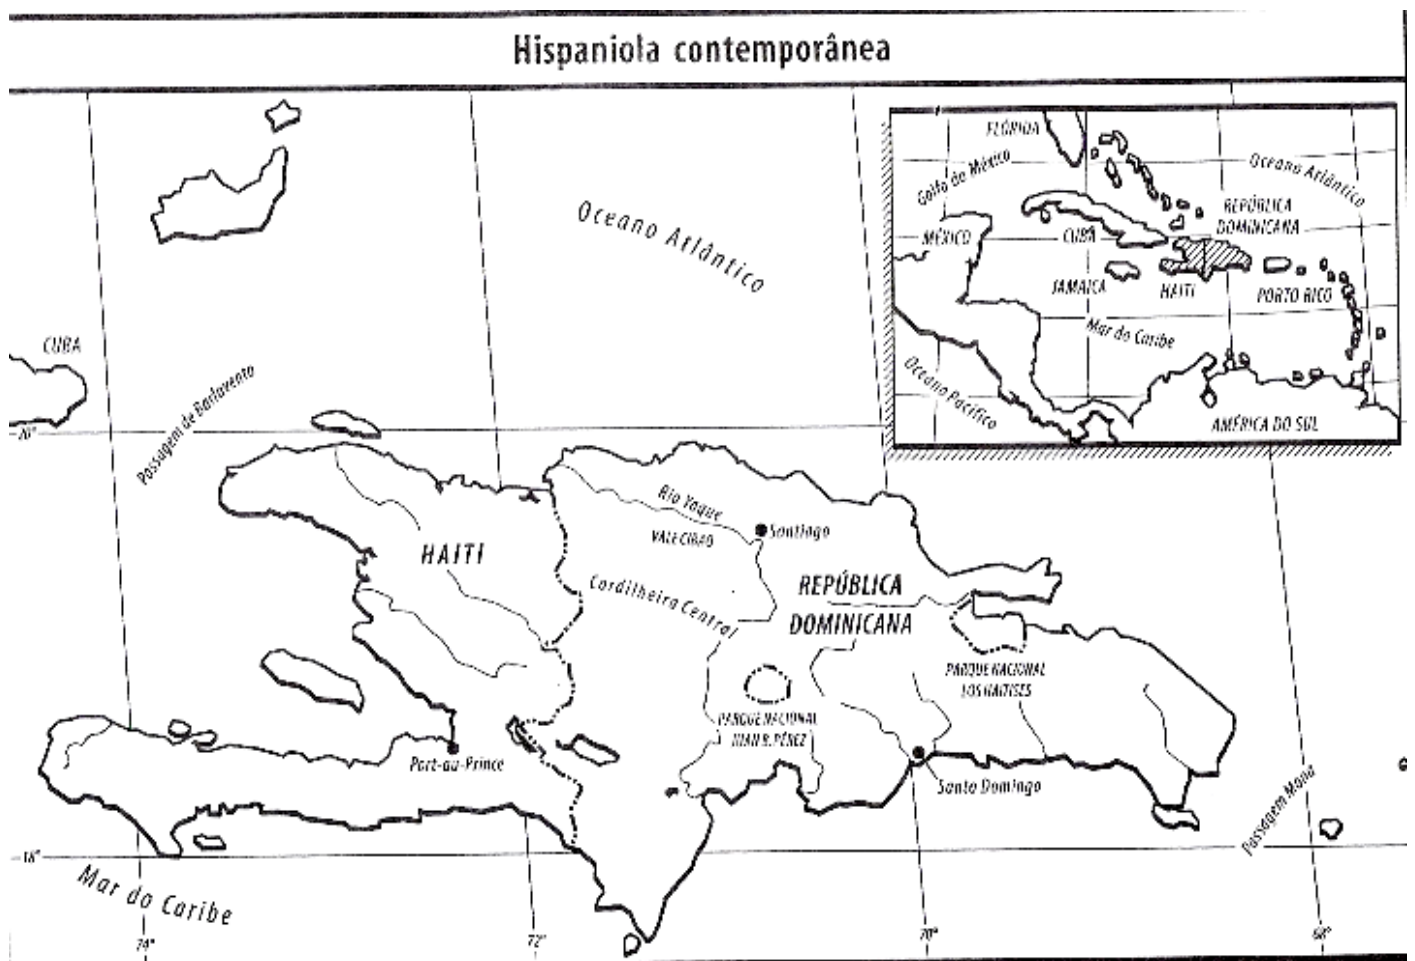 Hispaniola contemporânea
FLÓRIDA
Golfo do México
Oceano Atlântico
REPÚBLICA
DOMINICANA
MÉXICO
CUBA
JAMAICA
HAITI
PORTO RICO
Mar do Caribe
Oceano Pacífico
AMÉRICA DO SUL
Oceano Atlântico
CUBA
Passagem de Barlavento
20°
Rio Yaque
Santiago
VALE CIBAO
HAITI
Cordilheira Central
REPÚBLICA
DOMINICANA
PARQUE NACIONAL
LOS HAITISES
PARQUE NACIONAL
JUAN B. PÉREZ
Port-au-Prince
Santo Domingo
Passagem Mona
18°
Mar do Caribe
74°
72°
70°
68°